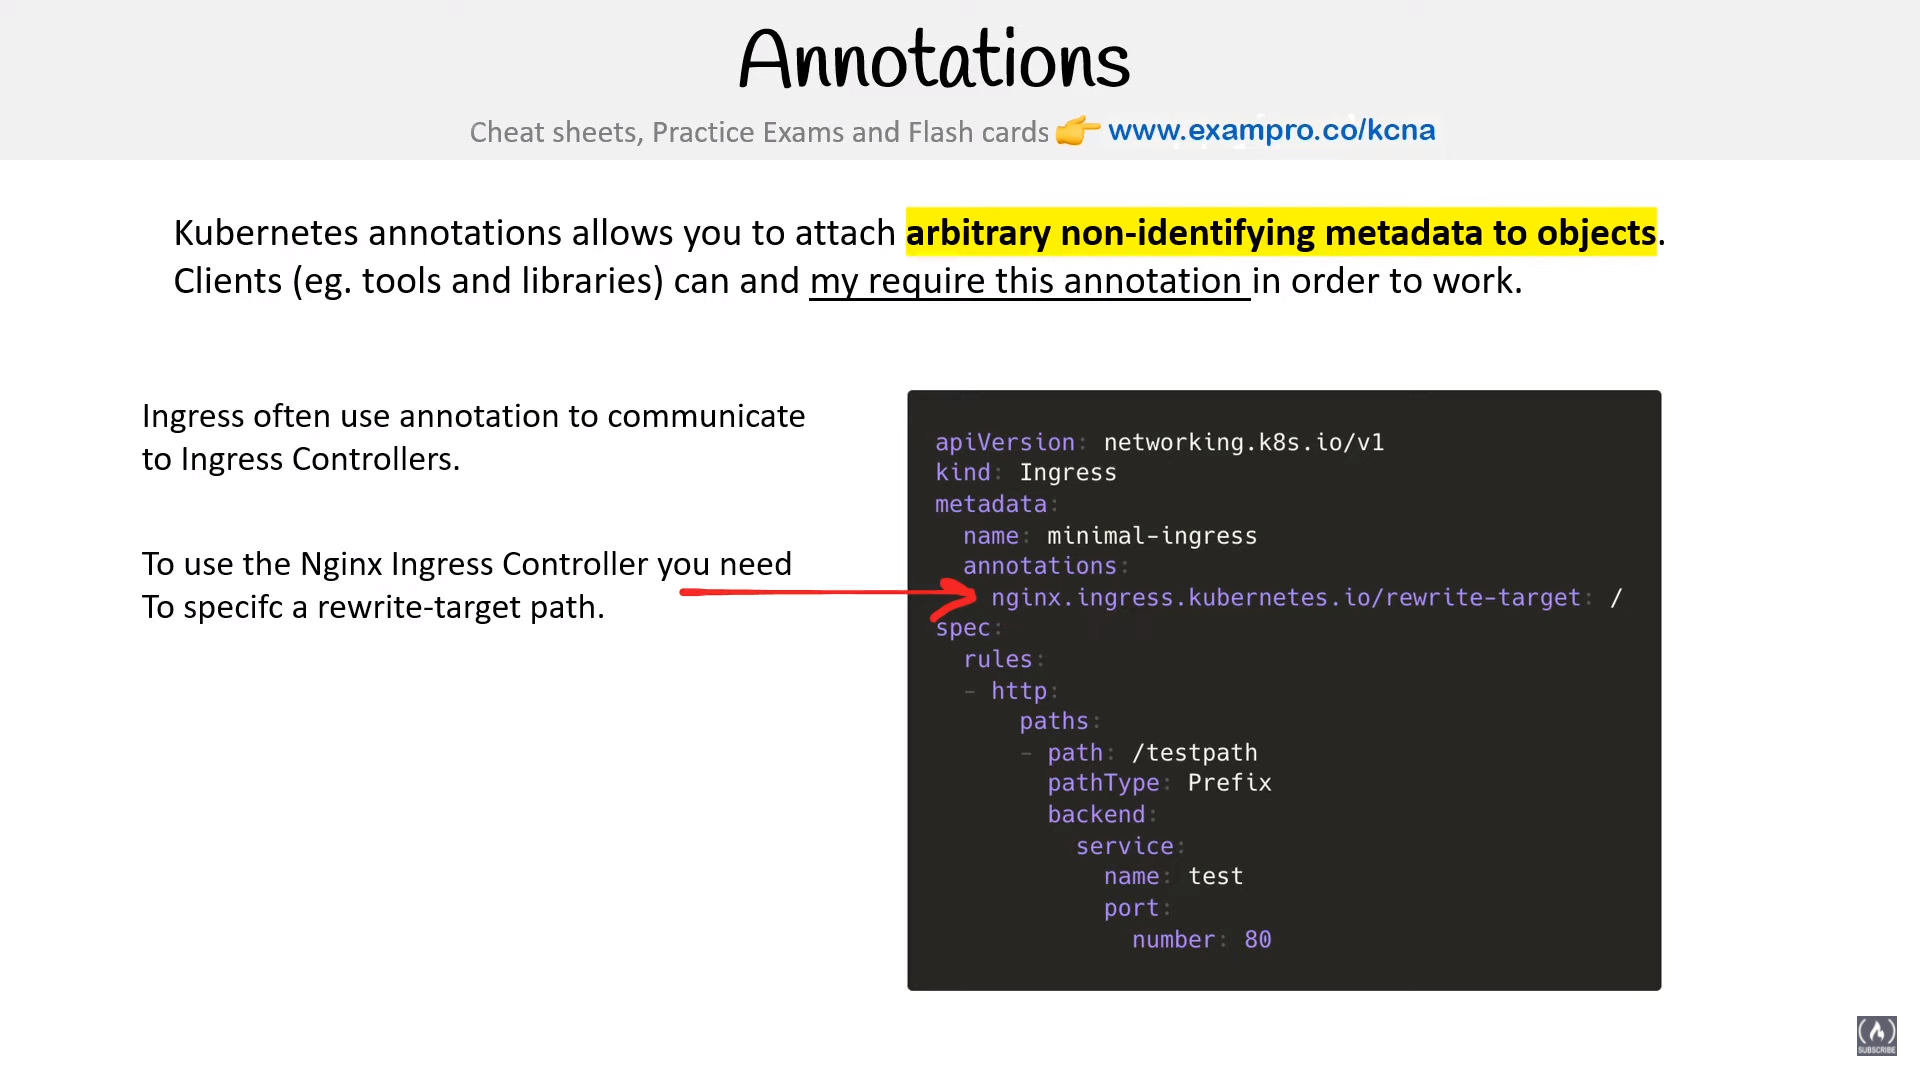 Annotations
Cheat sheets, Practice Exams and Flash cards 👉 www.exampro.co/kcna
Kubernetes annotations allows you to attach arbitrary non-identifying metadata to objects.
Clients (eg. tools and libraries) can and my require this annotation in order to work.
Ingress often use annotation to communicate
to Ingress Controllers.
To use the Nginx Ingress Controller you need
To specifc a rewrite-target path.
apiVersion: networking.k8s.io/v1
kind: Ingress
metadata:
  name: minimal-ingress
  annotations:
    nginx.ingress.kubernetes.io/rewrite-target: /
spec:
  rules:
  - http:
      paths:
      - path: /testpath
        pathType: Prefix
        backend:
          service:
            name: test
            port:
              number: 80
SUBSCRIBE